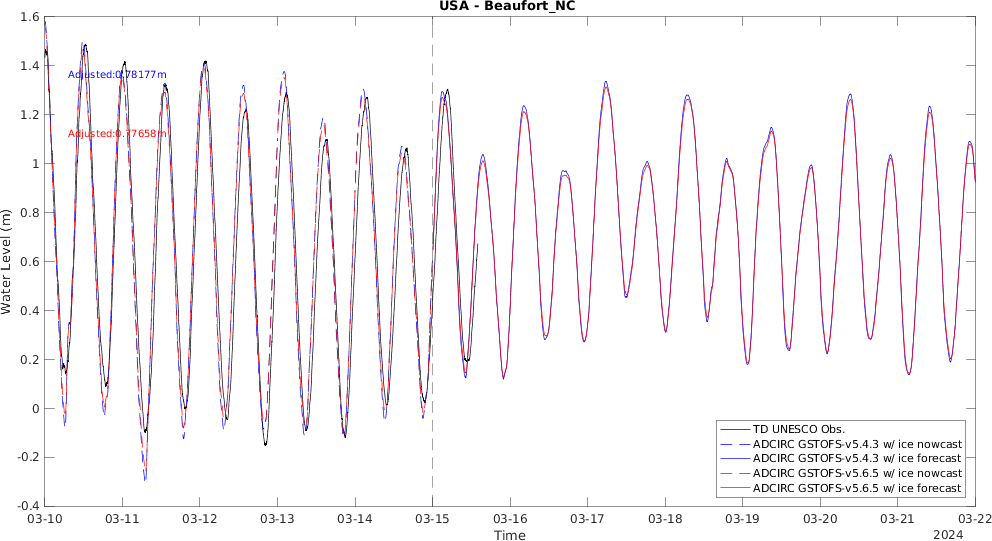 USA - Beaufort_NC
1.6
1.4
1.2
1
0.8
0.6
0.4
0.2
0
-0.2
-0.4
Water Level (m)
Adjusted:0.78177m
Adjusted:0.77658m
TD UNESCO Obs.
ADCIRC GSTOFS-v5.4.3 w/ ice nowcast
ADCIRC GSTOFS-v5.4.3 w/ ice forecast
ADCIRC GSTOFS-v5.6.5 w/ ice nowcast
ADCIRC GSTOFS-v5.6.5 w/ ice forecast
03-10 03-11 03-12 03-13 03-14 03-15 03-16 03-17 03-18 03-19 03-20 03-21 03-22
Time
2024